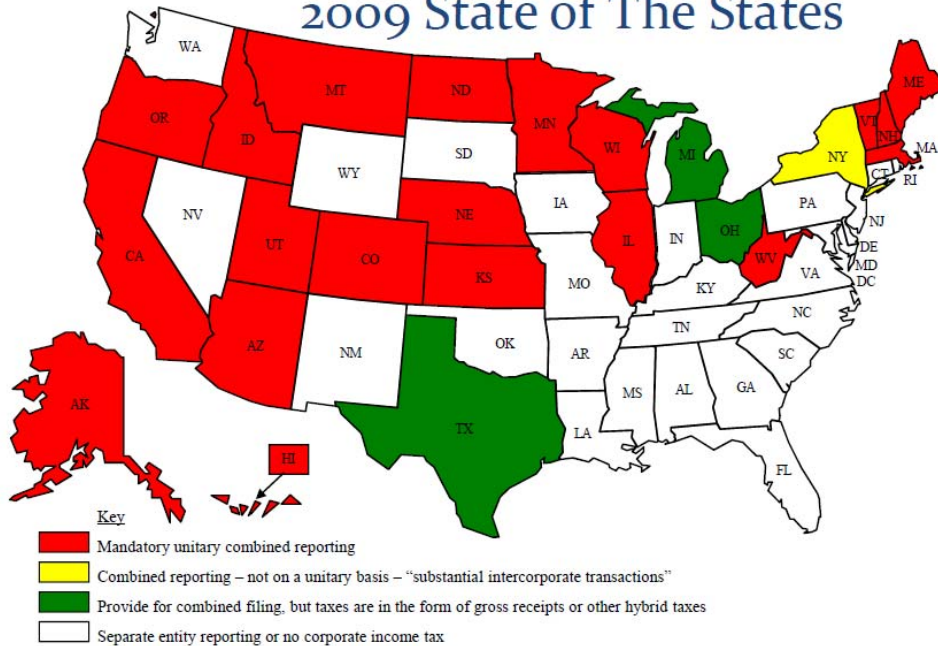 2009 State of The States
WA
MT
ND
MN
ME
OR
ID
WI
VT
NH
MA
SD
WY
MI
NY
CT
RI
NV
NE
IA
PA
NJ
CA
UT
CO
KS
IL
IN
OH
WV
DE
MD
DC
MO
KY
VA
AZ
NM
OK
AR
TN
NC
SC
AK
TX
LA
MS
AL
GA
HI
FL
Key
Mandatory unitary combined reporting
Combined reporting – not on a unitary basis – “substantial intercorporate transactions”
Provide for combined filing, but taxes are in the form of gross receipts or other hybrid taxes
Separate entity reporting or no corporate income tax